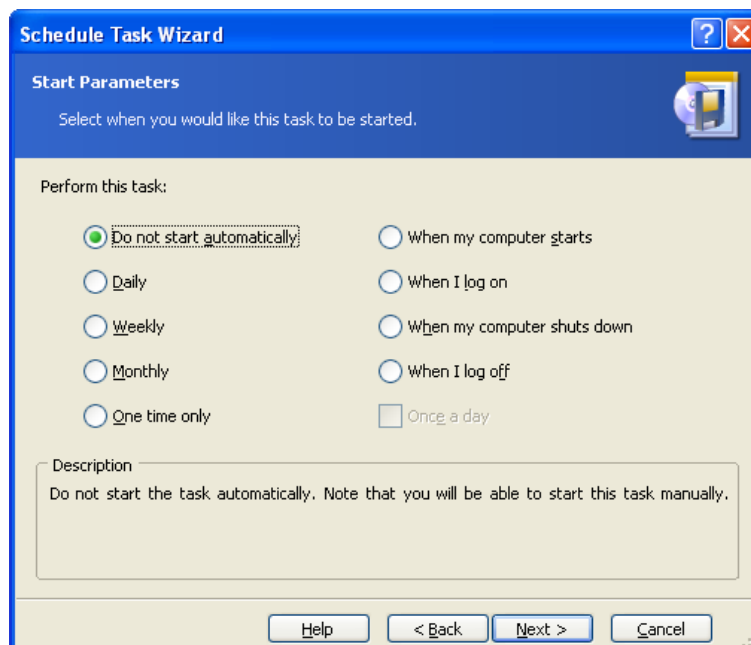 Schedule Task Wizard
Start Parameters
Select when you would like this task to be started.
Perform this task:
Do not start automatically
Daily
Weekly
Monthly
One time only
When my computer starts
When I log on
When my computer shuts down
When I log off
Once a day
Description
Do not start the task automatically. Note that you will be able to start this task manually.
Help
< Back
Next >
Cancel